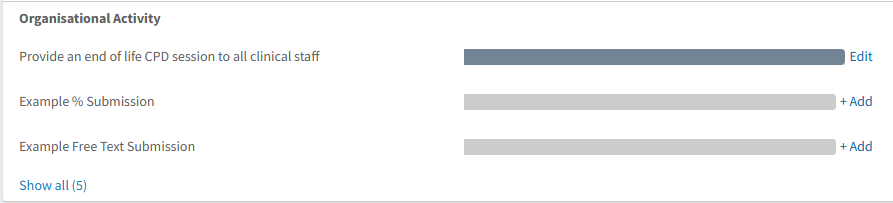 Organisational Activity
Provide an end of life CPD session to all clinical staff Edit
Example % Submission + Add
Example Free Text Submission + Add
Show all (5)